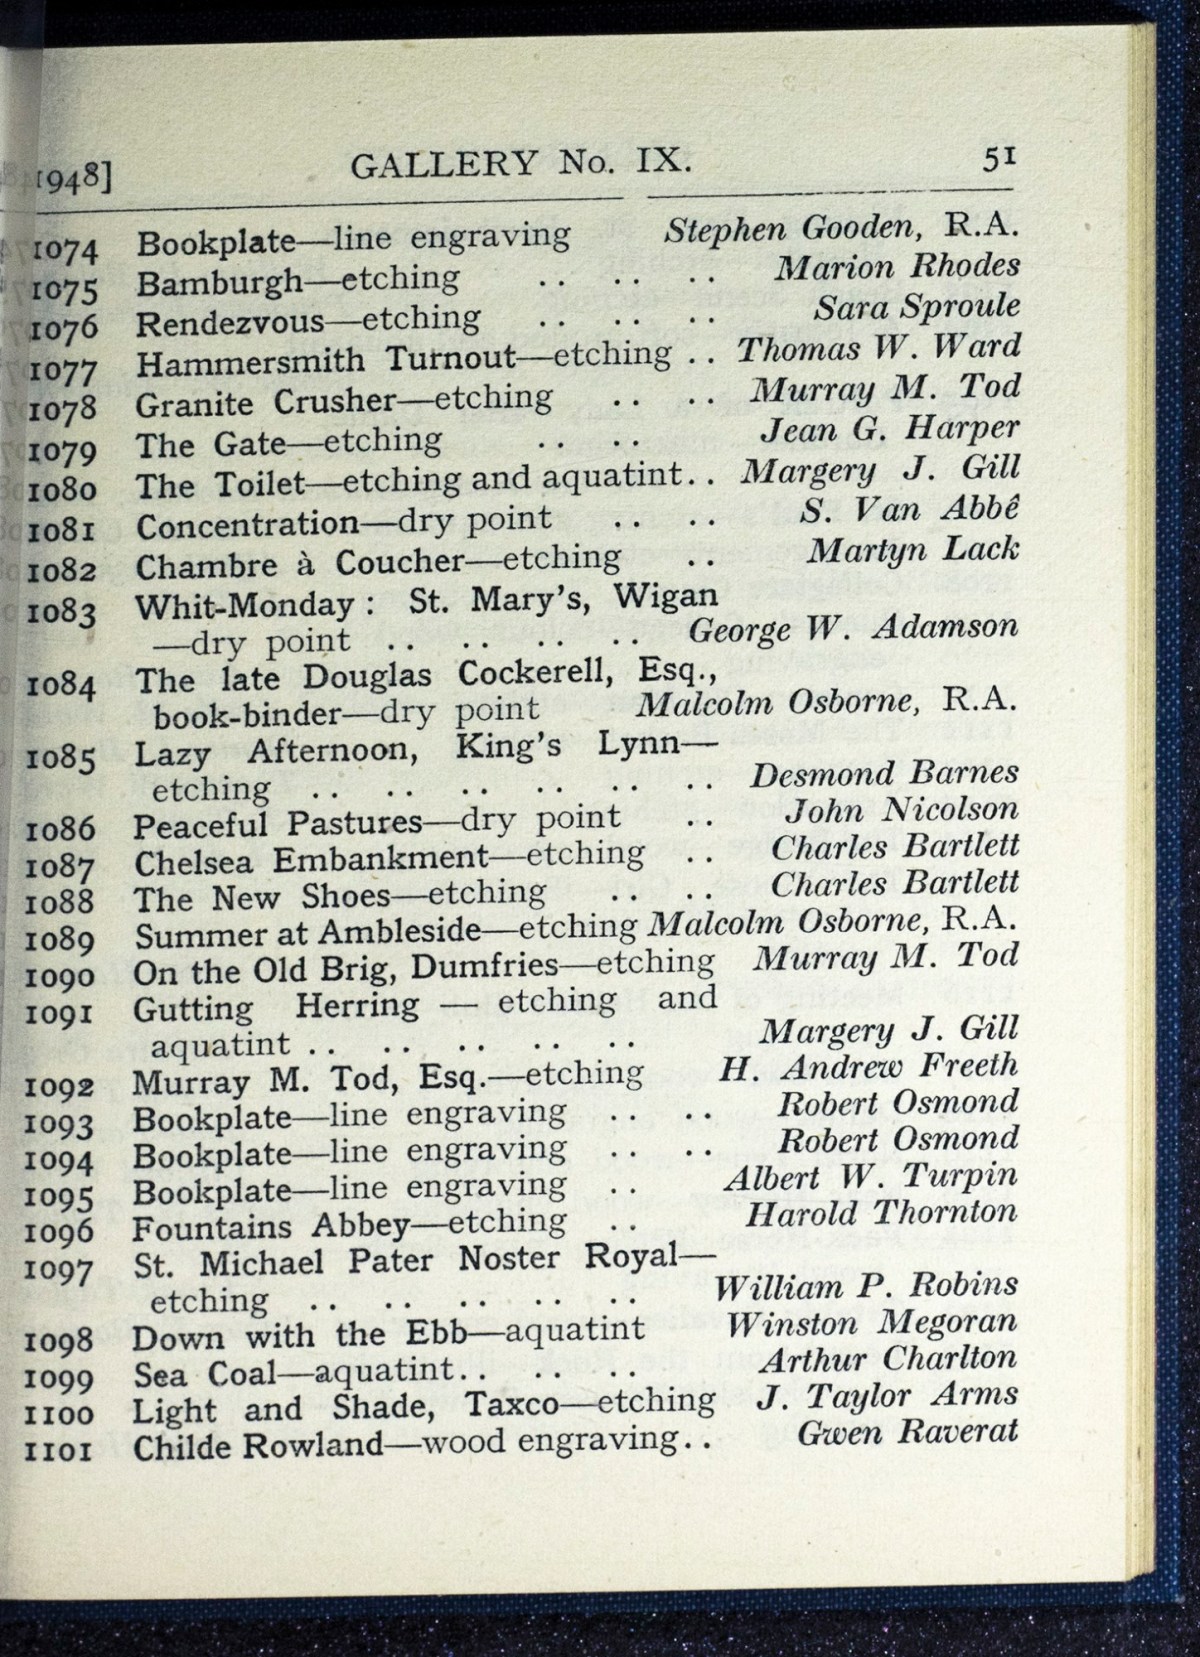 1948] GALLERY No. IX. 51
1074 Bookplate—line engraving Stephen Gooden, R.A.
1075 Bamburgh—etching .. .. .. Marion Rhodes
1076 Rendezvous—etching .. .. .. Sara Sproule
1077 Hammersmith Turnout—etching .. Thomas W. Ward
1078 Granite Crusher—etching .. .. Murray M. Tod
1079 The Gate—etching .. .. Jean G. Harper
1080 The Toilet—etching and aquatint.. Margery J. Gill
1081 Concentration—dry point .. .. S. Van Abbê
1082 Chambre à Coucher—etching .. Martyn Lack
1083 Whit-Monday : St. Mary's, Wigan
—dry point .. .. .. .. George W. Adamson
1084 The late Douglas Cockerell, Esq.,
book-binder—dry point Malcolm Osborne, R.A.
1085 Lazy Afternoon, King's Lynn—
etching .. .. .. .. .. .. Desmond Barnes
1086 Peaceful Pastures—dry point .. John Nicolson
1087 Chelsea Embankment—etching .. Charles Bartlett
1088 The New Shoes—etching .. .. Charles Bartlett
1089 Summer at Ambleside—etching Malcolm Osborne, R.A.
1090 On the Old Brig, Dumfries—etching Murray M. Tod
1091 Gutting Herring — etching and
aquatint .. .. .. .. .. Margery J. Gill
1092 Murray M. Tod, Esq.—etching H. Andrew Freeth
1093 Bookplate—line engraving .. .. Robert Osmond
1094 Bookplate—line engraving .. .. Robert Osmond
1095 Bookplate—line engraving .. Albert W. Turpin
1096 Fountains Abbey—etching .. Harold Thornton
1097 St. Michael Pater Noster Royal—
etching .. .. .. .. .. William P. Robins
1098 Down with the Ebb—aquatint Winston Megoran
1099 Sea Coal—aquatint.. .. .. Arthur Charlton
1100 Light and Shade, Taxco—etching J. Taylor Arms
1101 Childe Rowland—wood engraving.. Gwen Raverat